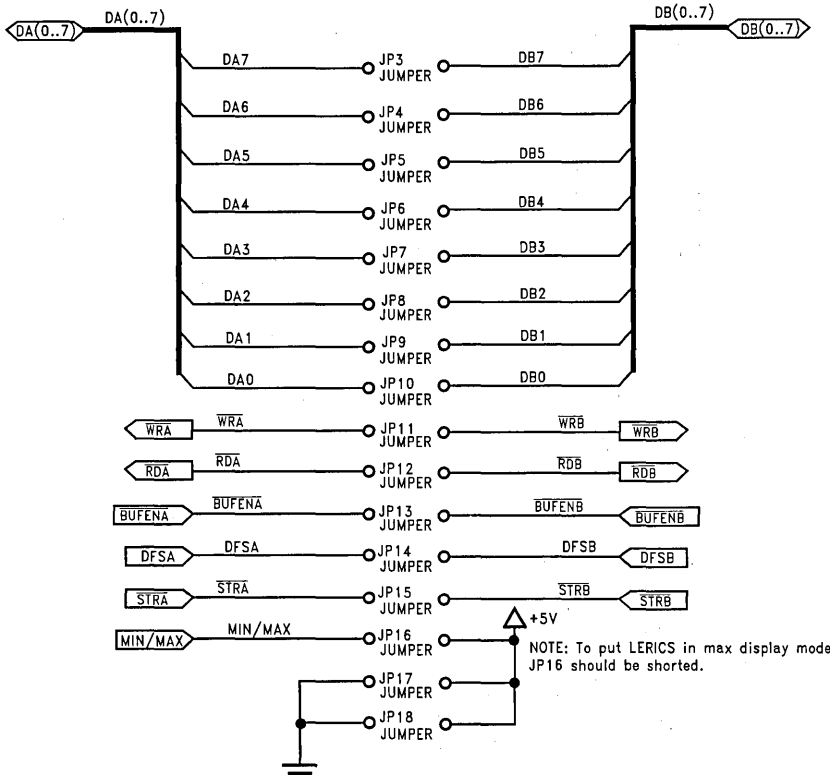 DA(0..7) DB(0..7)
DA(0..7) DB(0..7)
DA7 JP3 JUMPER DB7
DA6 JP4 JUMPER DB6
DA5 JP5 JUMPER DB5
DA4 JP6 JUMPER DB4
DA3 JP7 JUMPER DB3
DA2 JP8 JUMPER DB2
DA1 JP9 JUMPER DB1
DA0 JP10 JUMPER DB0
WRA WRA JP11 JUMPER WRB WRB
RDA RDA JP12 JUMPER RDB RDB
BUFENA BUFENA JP13 JUMPER BUFENB BUFENB
DFSA DFSA JP14 JUMPER DFSB DFSB
STRA STRA JP15 JUMPER STRB STRB
+5V
MIN/MAX MIN/MAX JP16 JUMPER
NOTE: To put LERICS in max display mode
JP16 should be shorted.
JP17 JUMPER
JP18 JUMPER